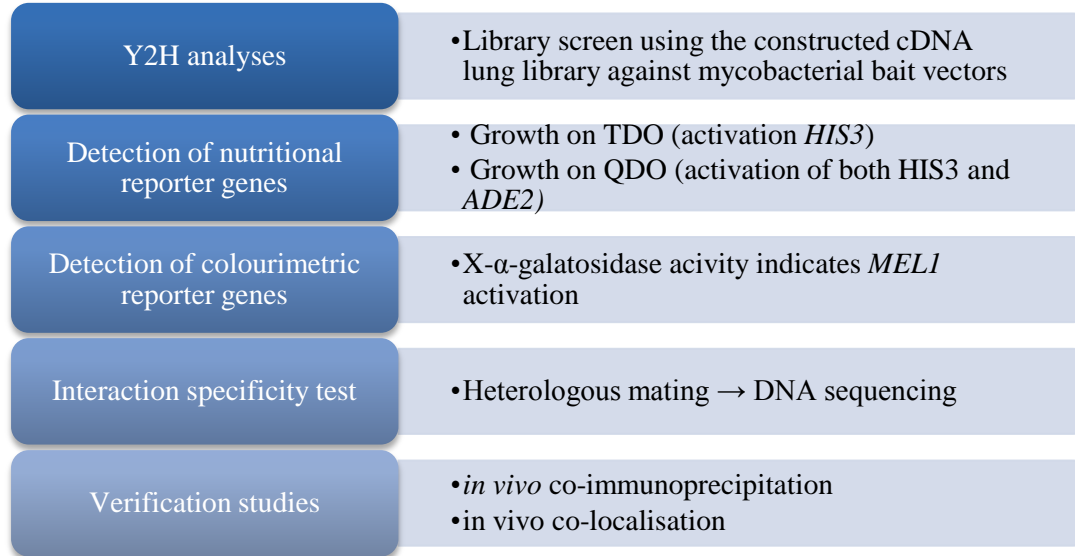 Y2H analyses
•Library screen using the constructed cDNA
lung library against mycobacterial bait vectors
Detection of nutritional
reporter genes
• Growth on TDO (activation HIS3)
• Growth on QDO (activation of both HIS3 and
ADE2)
Detection of colourimetric
reporter genes
•X-α-galatosidase acivity indicates MEL1
activation
Interaction specificity test
•Heterologous mating → DNA sequencing
Verification studies
•in vivo co-immunoprecipitation
•in vivo co-localisation